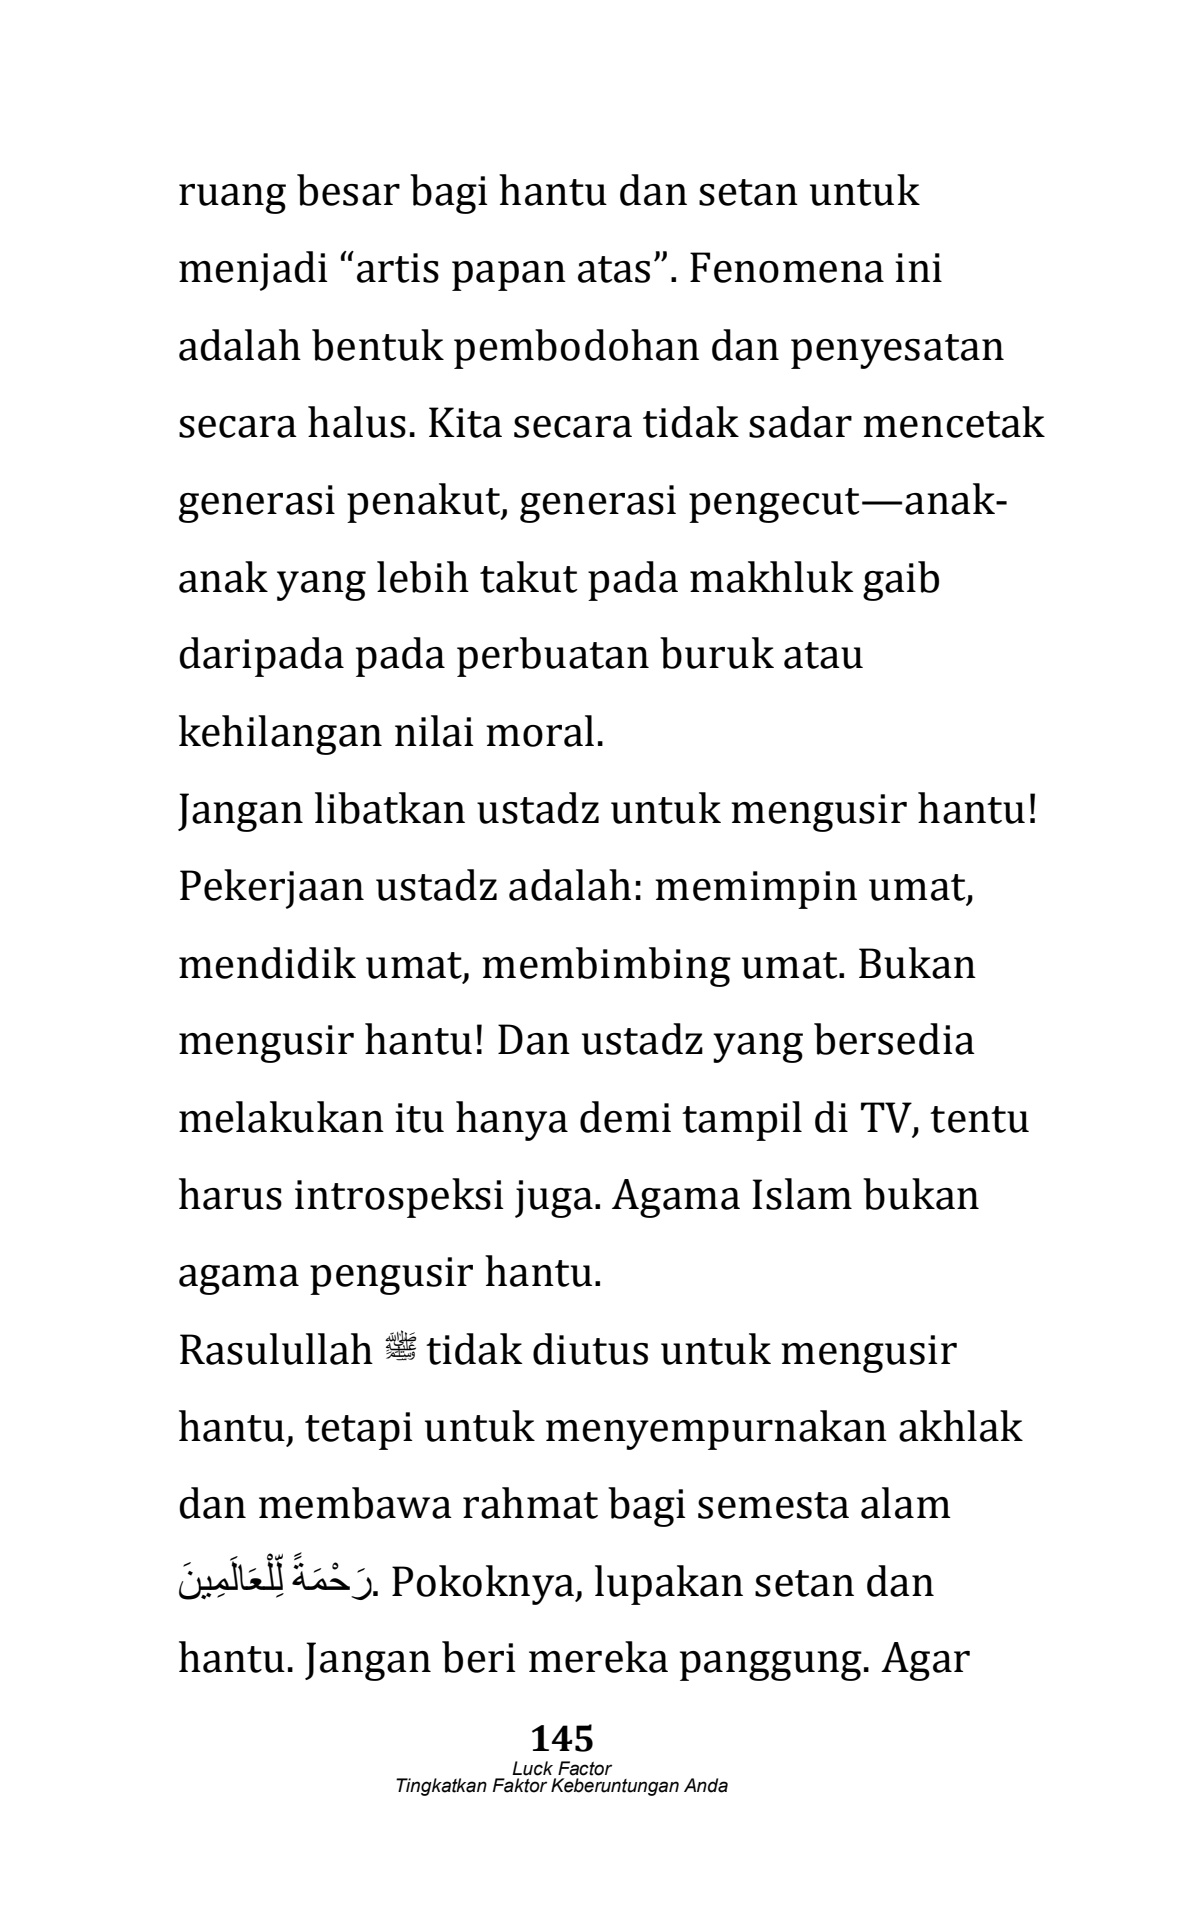 ruang besar bagi hantu dan setan untuk
menjadi “artis papan atas”. Fenomena ini
adalah bentuk pembodohan dan penyesatan
secara halus. Kita secara tidak sadar mencetak
generasi penakut, generasi pengecut—anak-
anak yang lebih takut pada makhluk gaib
daripada pada perbuatan buruk atau
kehilangan nilai moral.
Jangan libatkan ustadz untuk mengusir hantu!
Pekerjaan ustadz adalah: memimpin umat,
mendidik umat, membimbing umat. Bukan
mengusir hantu! Dan ustadz yang bersedia
melakukan itu hanya demi tampil di TV, tentu
harus introspeksi juga. Agama Islam bukan
agama pengusir hantu.
Rasulullah ﷺ tidak diutus untuk mengusir
hantu, tetapi untuk menyempurnakan akhlak
dan membawa rahmat bagi semesta alam
رَحْمَةً لِّلْعَالَمِينَ. Pokoknya, lupakan setan dan
hantu. Jangan beri mereka panggung. Agar
145
Luck Factor
Tingkatkan Faktor Keberuntungan Anda